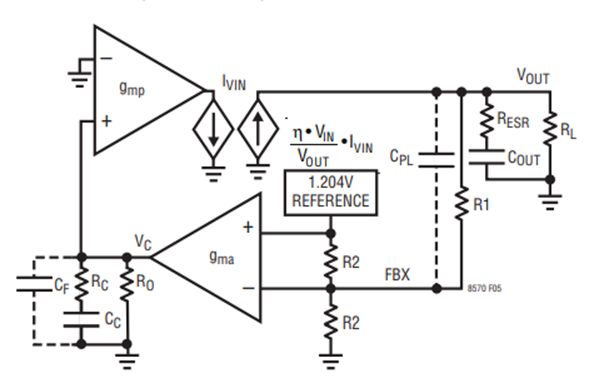 gmp
−
+
IVIN
η•VIN
VOUT
•IVIN
1.204V
REFERENCE
VOUT
RESR
RL
CPL
COUT
R1
VC
gma
+
−
R2
FBX
8570 F05
CF
RC
RO
CC
R2